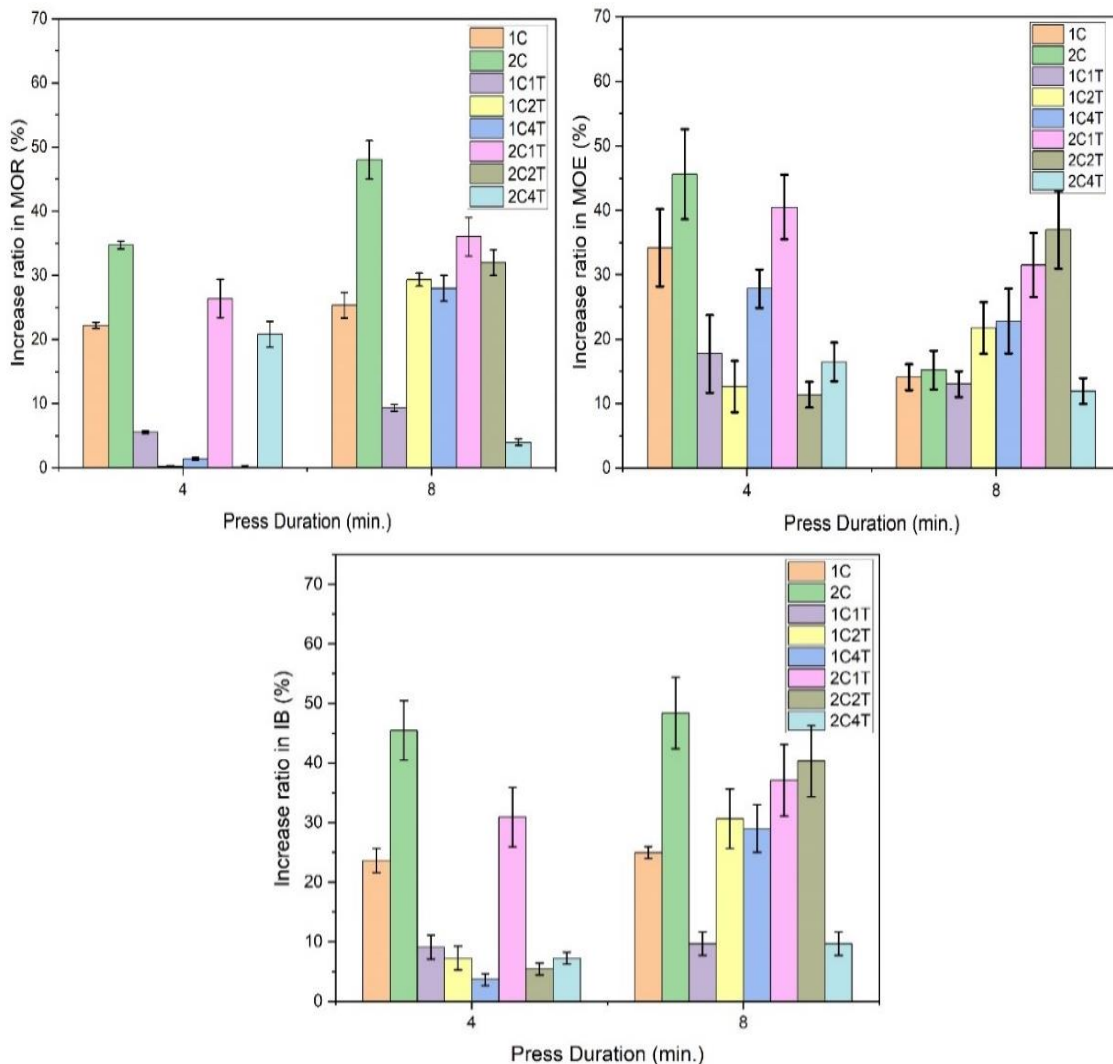 Increase ratio in MOR (%)
70
60
50
40
30
20
10
0
4
8
Press Duration (min.)
1C
2C
1C1T
1C2T
1C4T
2C1T
2C2T
2C4T
Increase ratio in MOE (%)
70
60
50
40
30
20
10
0
4
8
Press Duration (min.)
1C
2C
1C1T
1C2T
1C4T
2C1T
2C2T
2C4T
Increase ratio in IB (%)
70
60
50
40
30
20
10
0
4
8
Press Duration (min.)
1C
2C
1C1T
1C2T
1C4T
2C1T
2C2T
2C4T